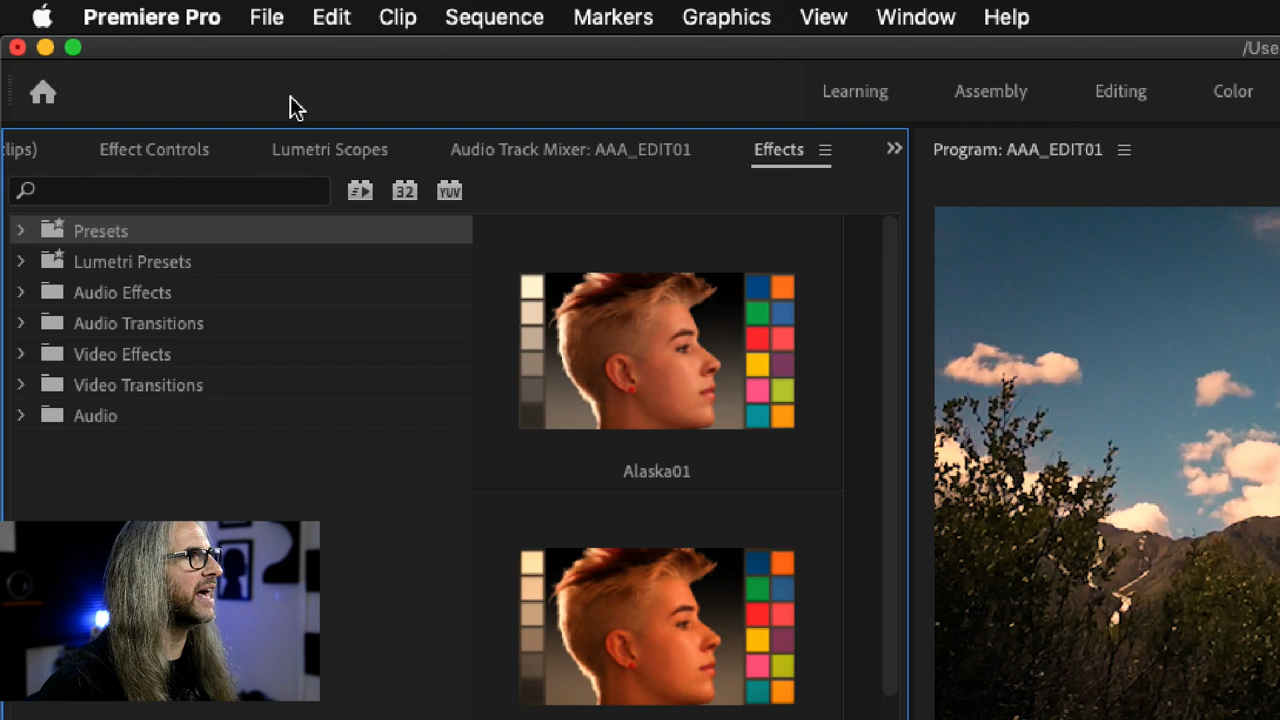 Premiere Pro File Edit Clip Sequence Markers Graphics View Window Help
/Use
Learning Assembly Editing Color
clips) Effect Controls Lumetri Scopes Audio Track Mixer: AAA_EDIT01 Effects Program: AAA_EDIT01
32 YUV
Presets
Lumetri Presets
Audio Effects
Audio Transitions
Video Effects
Video Transitions
Audio
Alaska01